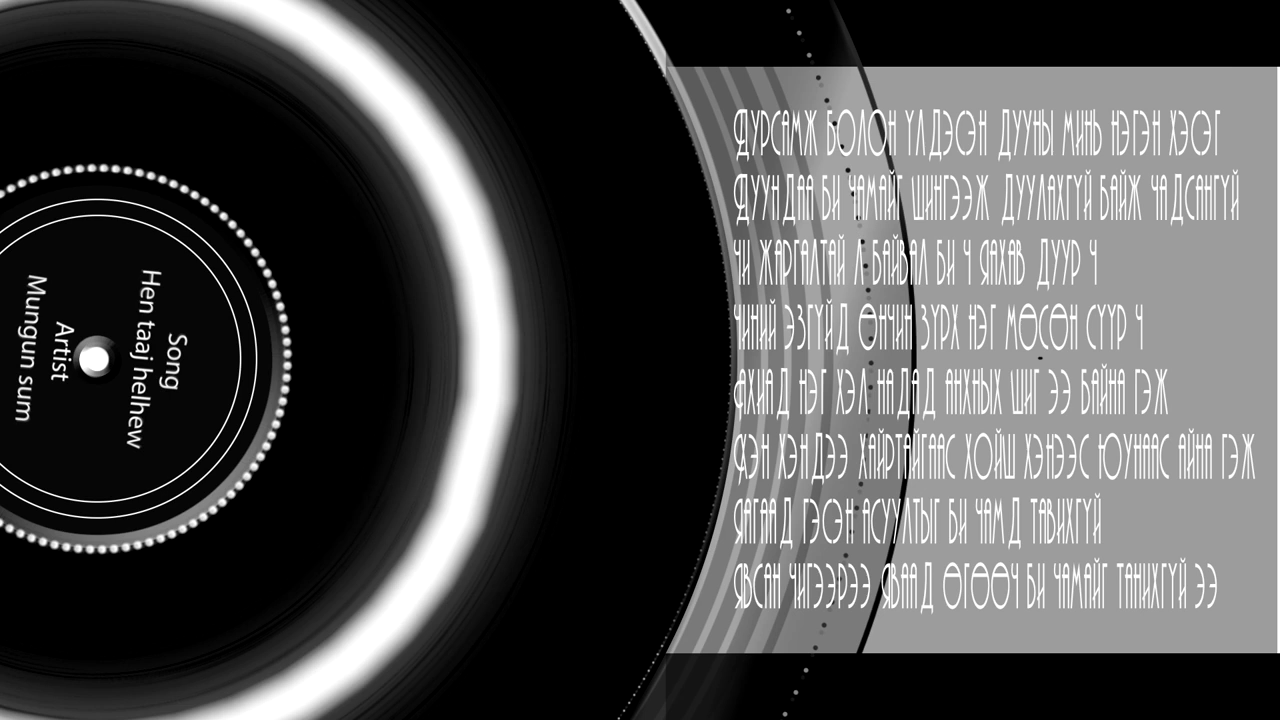 Song
Hen taaj helhew
Artist
Mungun sum
ДУРСАМЖ БОЛОН ҮЛДЭЭН ДУУНЫ МИНЬ НЭГЭН ХЭСЭГ
ДУУНДАА БИ ЧАМАЙГ ШИНГЭЭЖ ДУУЛАХГҮЙ БАЙЖ ЧАДСАНГҮЙ
ЧИ ЖАРГАЛТАЙ Л БАЙВАЛ БИ Ч ЯАХАВ ДУУР Ч
ЧИНИЙ ЭЗГҮЙД ӨНЧИН ЗҮРХ НЭГ МӨСӨН СҮҮР Ч
АХИАД НЭГ ХЭЛ НАДАД АНХНЫХ ШИГ ЭЭ БАЙНА ГЭЖ
ХЭН ХЭНДЭЭ ХАЙРТАЙГААС ХОЙШ ХЭНЭЭС ЮУНААС АЙНА ГЭЖ
ЯАГААД ГЭСЭН АСУУЛТЫГ БИ ЧАМД ТАВИХГҮЙ
ЯВСАН ЧИГЭЭРЭЭ ЯВААД ӨГӨӨЧ БИ ЧАМАЙГ ТАНИХГҮЙ ЭЭ